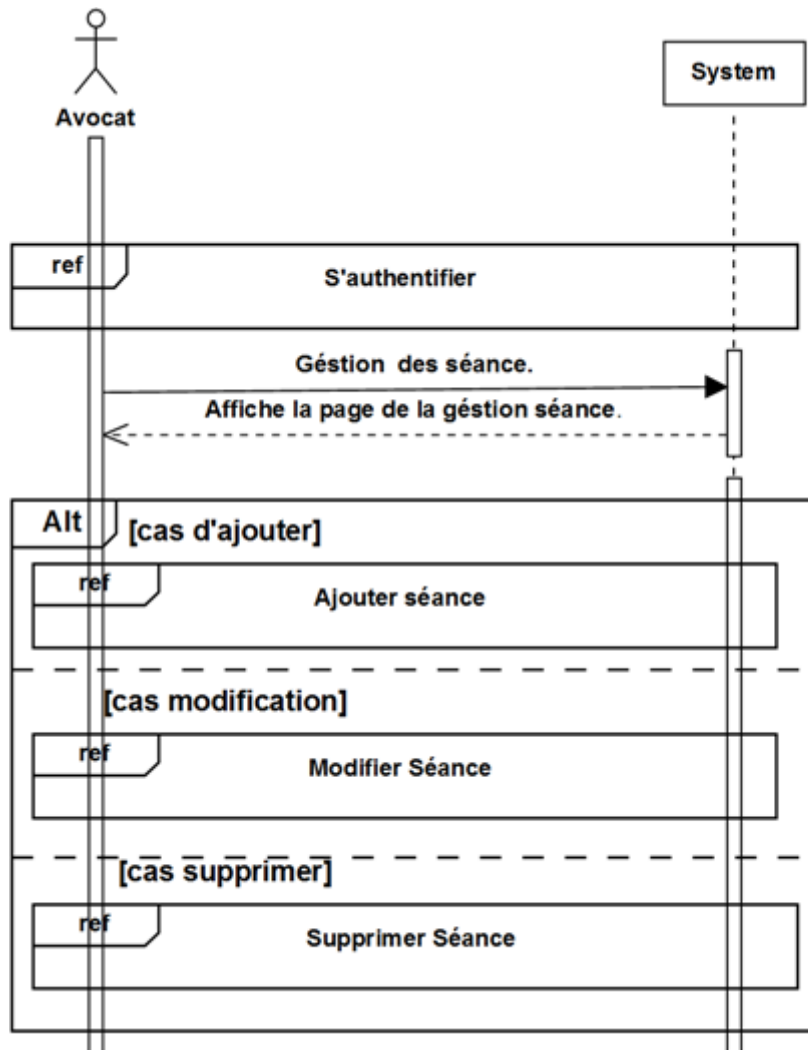 System
Avocat
ref
S'authentifier
Géstion des séance.
Affiche la page de la géstion séance.
Alt
[cas d'ajouter]
ref
Ajouter séance
[cas modification]
ref
Modifier Séance
[cas supprimer]
ref
Supprimer Séance